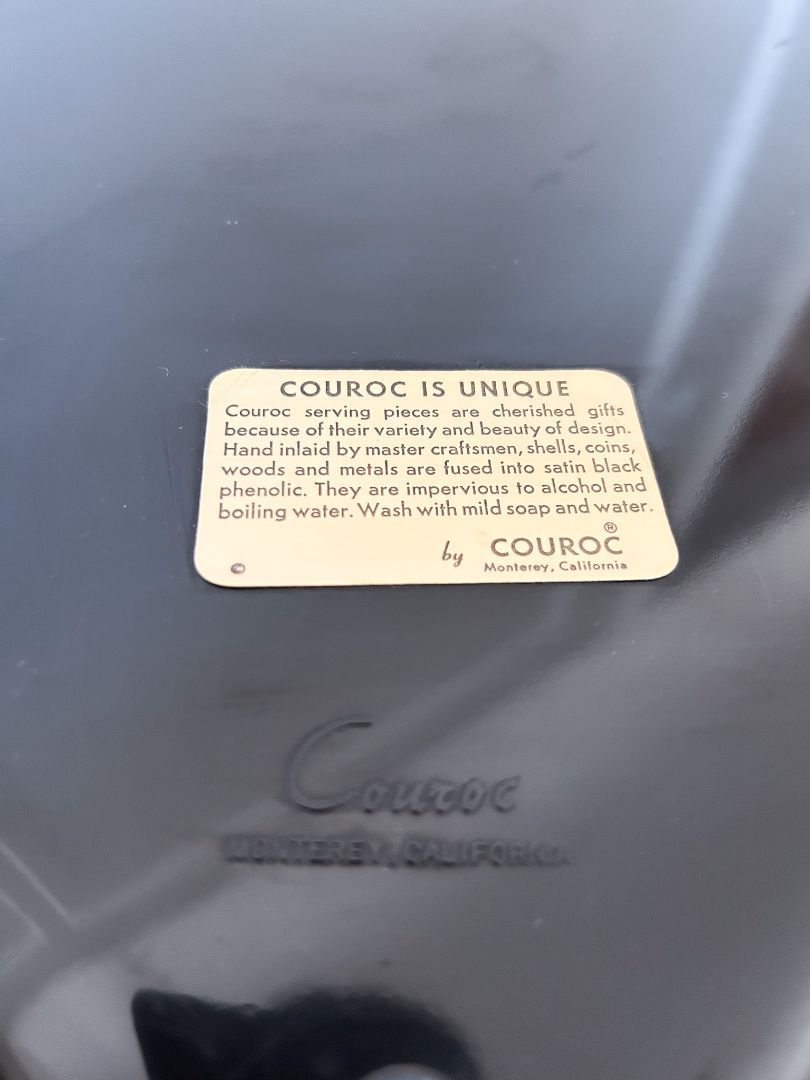 COUROC IS UNIQUE
Couroc serving pieces are cherished gifts
because of their variety and beauty of design.
Hand inlaid by master craftsmen, shells, coins,
woods and metals are fused into satin black
phenolic. They are impervious to alcohol and
boiling water. Wash with mild soap and water.
by COUROC®
© Monterey, California
Couroc
MONTEREY, CALIFORNIA